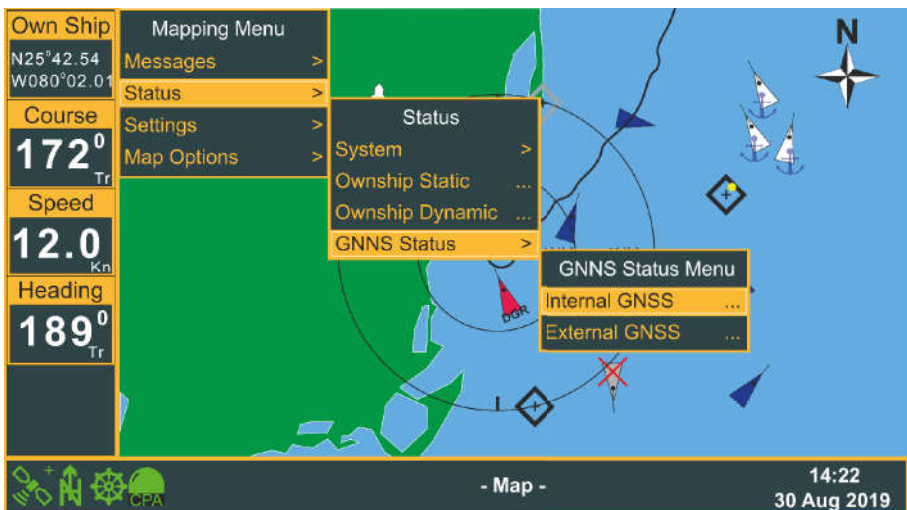 Own Ship
N25°42.54
W080°02.01
Course
172°
Tr
Speed
12.0
Kn
Heading
189°
Tr
Mapping Menu
Messages >
Status >
Settings >
Map Options >
Status
System >
Ownship Static ...
Ownship Dynamic ...
GNNS Status >
GNNS Status Menu
Internal GNSS ...
External GNSS ...
N
DGR
CPA
- Map -
14:22
30 Aug 2019